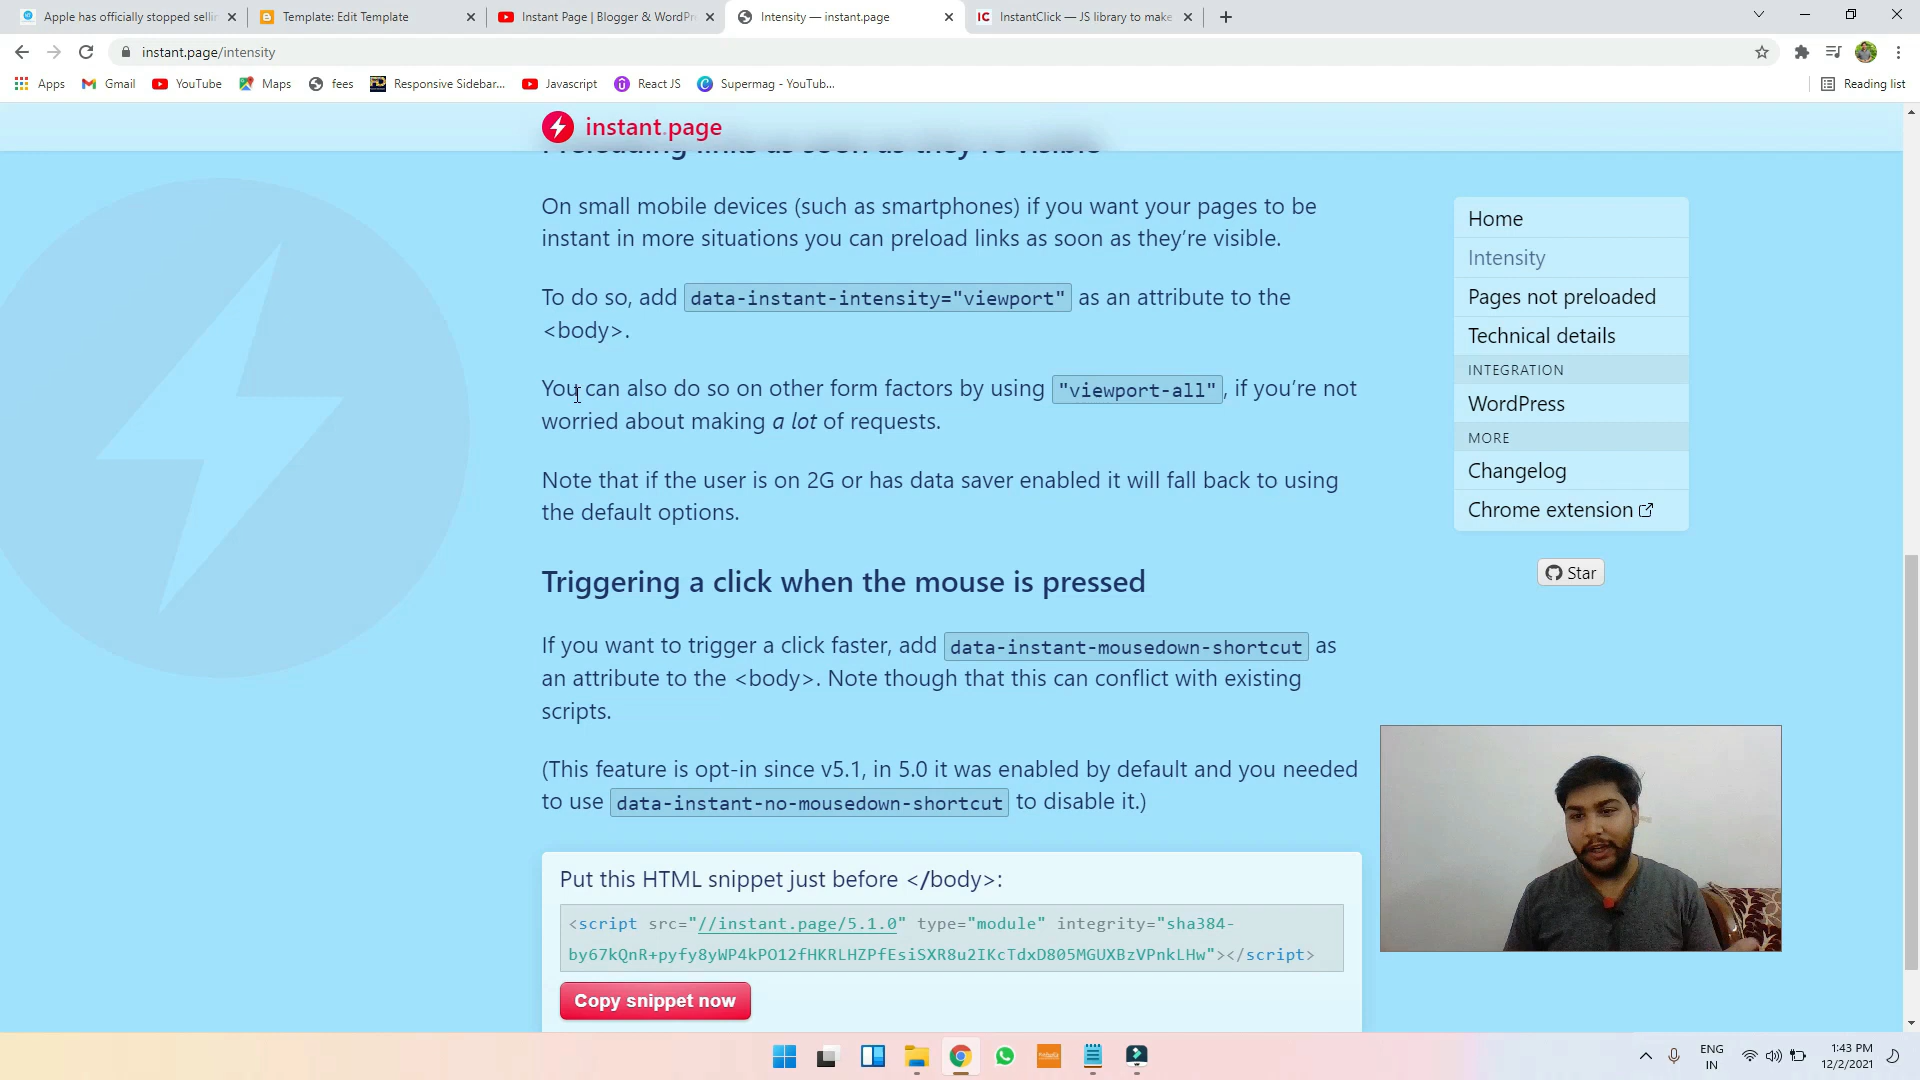 Apple has officially stopped selli
Template: Edit Template
Instant Page | Blogger & WordPr
Intensity — instant.page
InstantClick — JS library to make
instant.page/intensity
Apps
Gmail
YouTube
Maps
fees
Responsive Sidebar...
Javascript
React JS
Supermag - YouTub...
Reading list
instant.page
Preloading links as soon as they're visible
On small mobile devices (such as smartphones) if you want your pages to be
instant in more situations you can preload links as soon as they’re visible.
To do so, add data-instant-intensity="viewport" as an attribute to the
<body>.
You can also do so on other form factors by using "viewport-all", if you’re not
worried about making a lot of requests.
Note that if the user is on 2G or has data saver enabled it will fall back to using
the default options.
Triggering a click when the mouse is pressed
If you want to trigger a click faster, add data-instant-mousedown-shortcut as
an attribute to the <body>. Note though that this can conflict with existing
scripts.
(This feature is opt-in since v5.1, in 5.0 it was enabled by default and you needed
to use data-instant-no-mousedown-shortcut to disable it.)
Put this HTML snippet just before </body>:
<script src="//instant.page/5.1.0" type="module" integrity="sha384-
by67kQnR+pyfy8yWP4kPO12fHKRLHZPfEsiSXR8u2IKcTdxD805MGUXBzVPnkLHw"></script>
Copy snippet now
Home
Intensity
Pages not preloaded
Technical details
INTEGRATION
WordPress
MORE
Changelog
Chrome extension
Star
ENG
IN
1:43 PM
12/2/2021